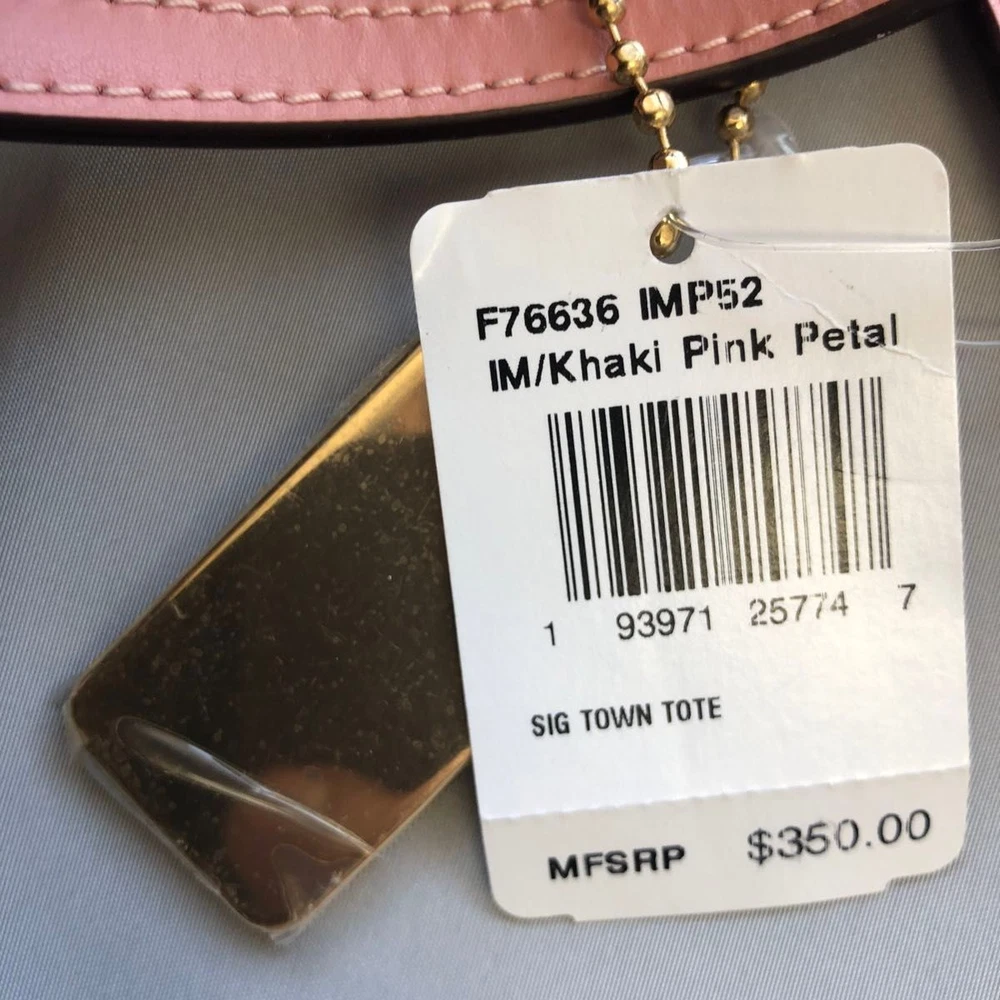 F76636 IMP52
IM/Khaki Pink Petal
1 93971 25774 7
SIG TOWN TOTE
MFSRP $350.00